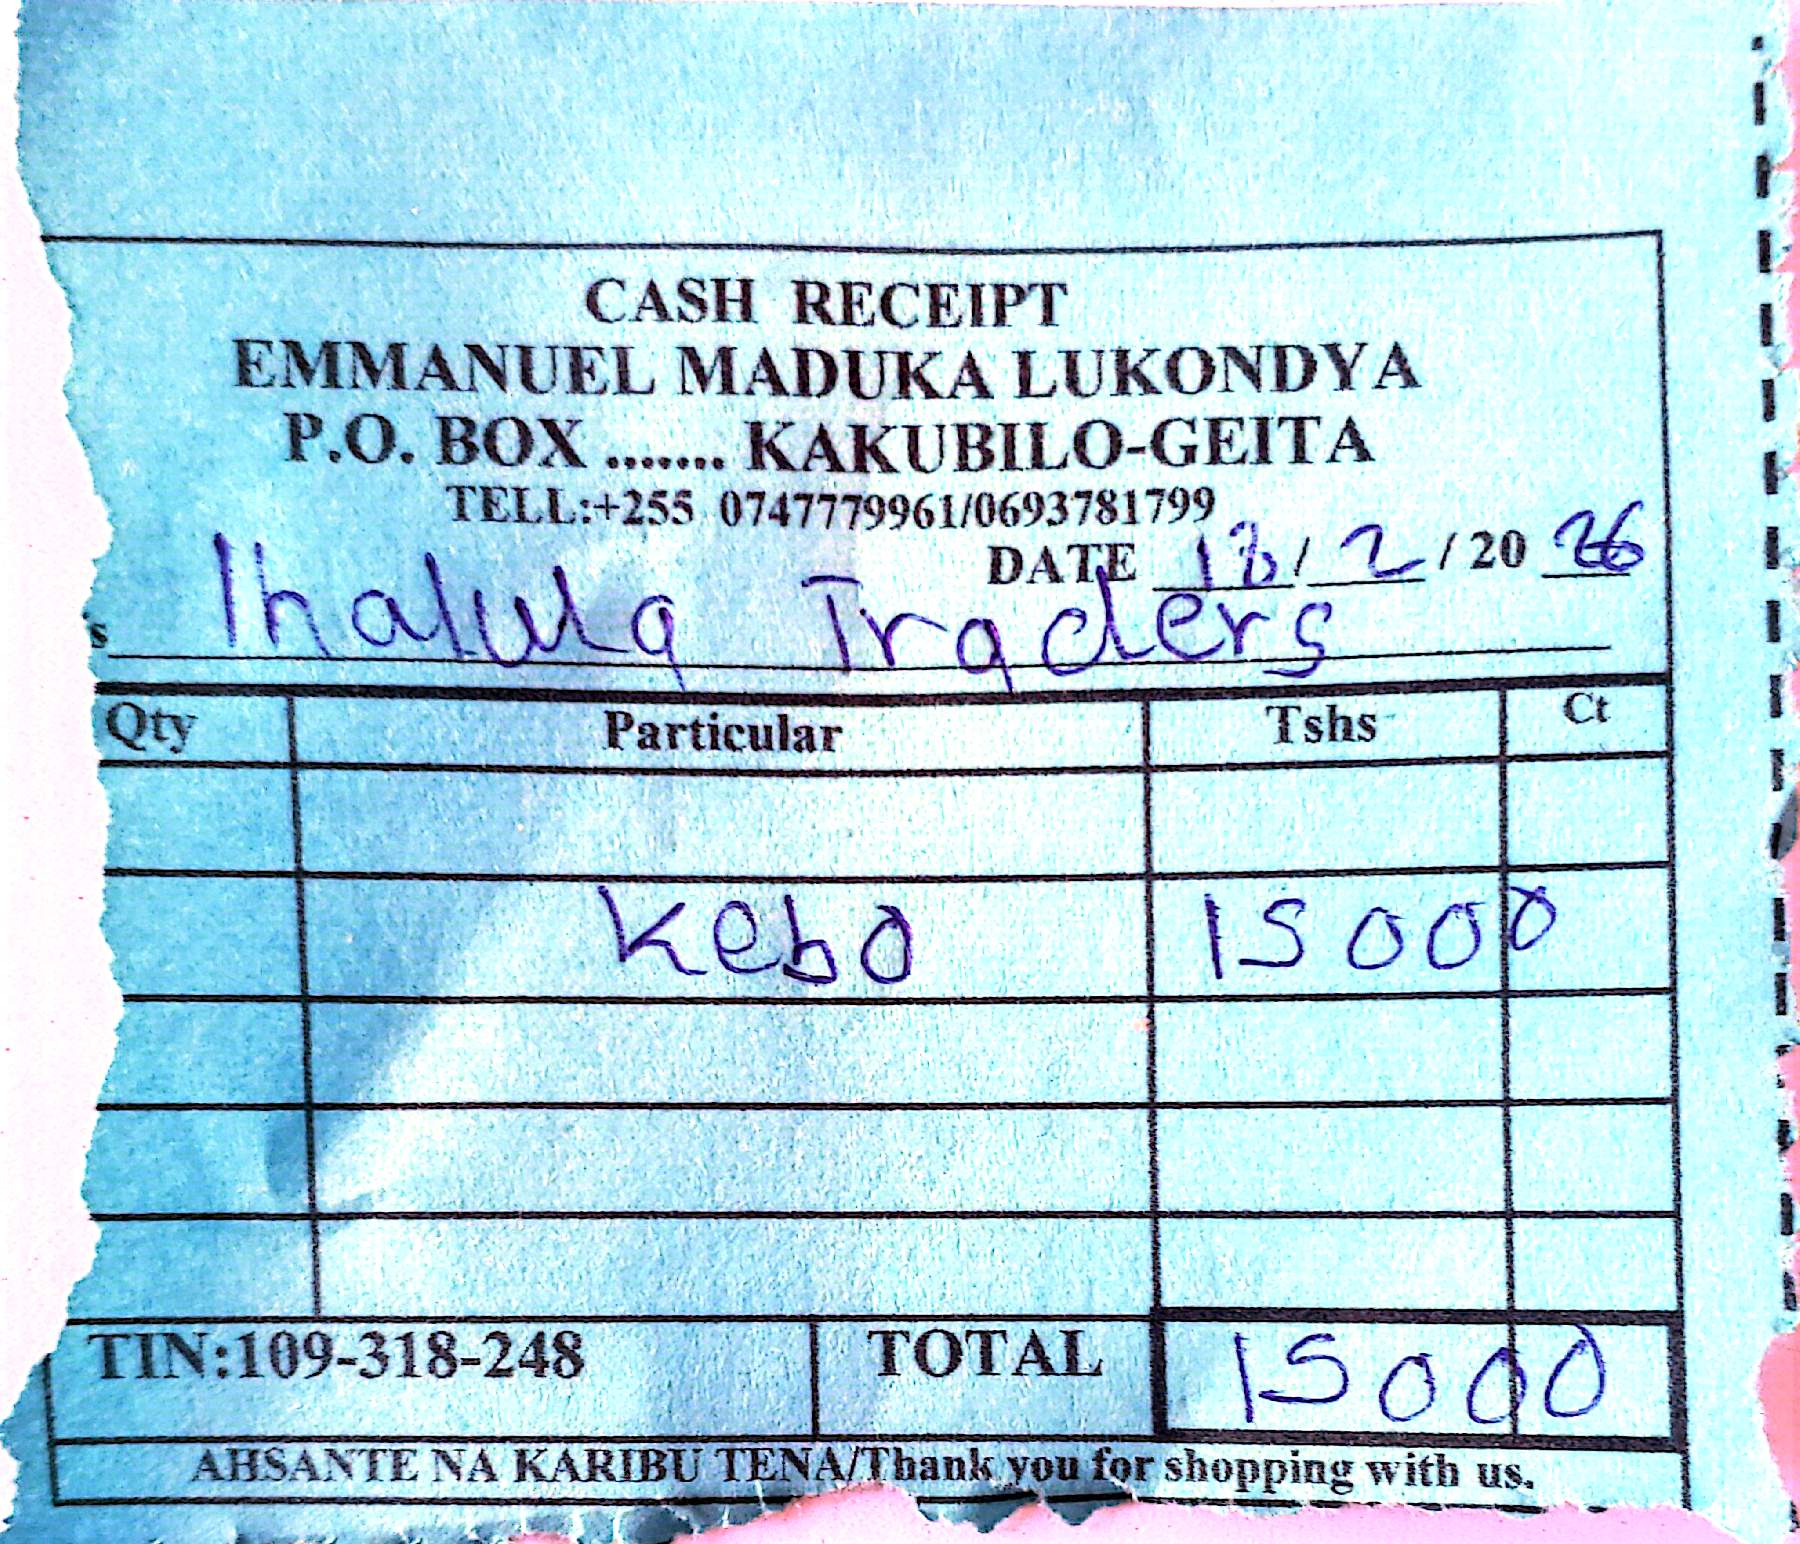 CASH RECEIPT
EMMANUEL MADUKA LUKONDYA
P.O. BOX ....... KAKUBILO-GEITA
TELL:+255 0747779961/0693781799
DATE 18/2/2026
s Ihalula Traders
Qty Particular Tshs Ct
Kebo 15000
TIN:109-318-248 TOTAL 15000
AHSANTE NA KARIBU TENA/Thank you for shopping with us.